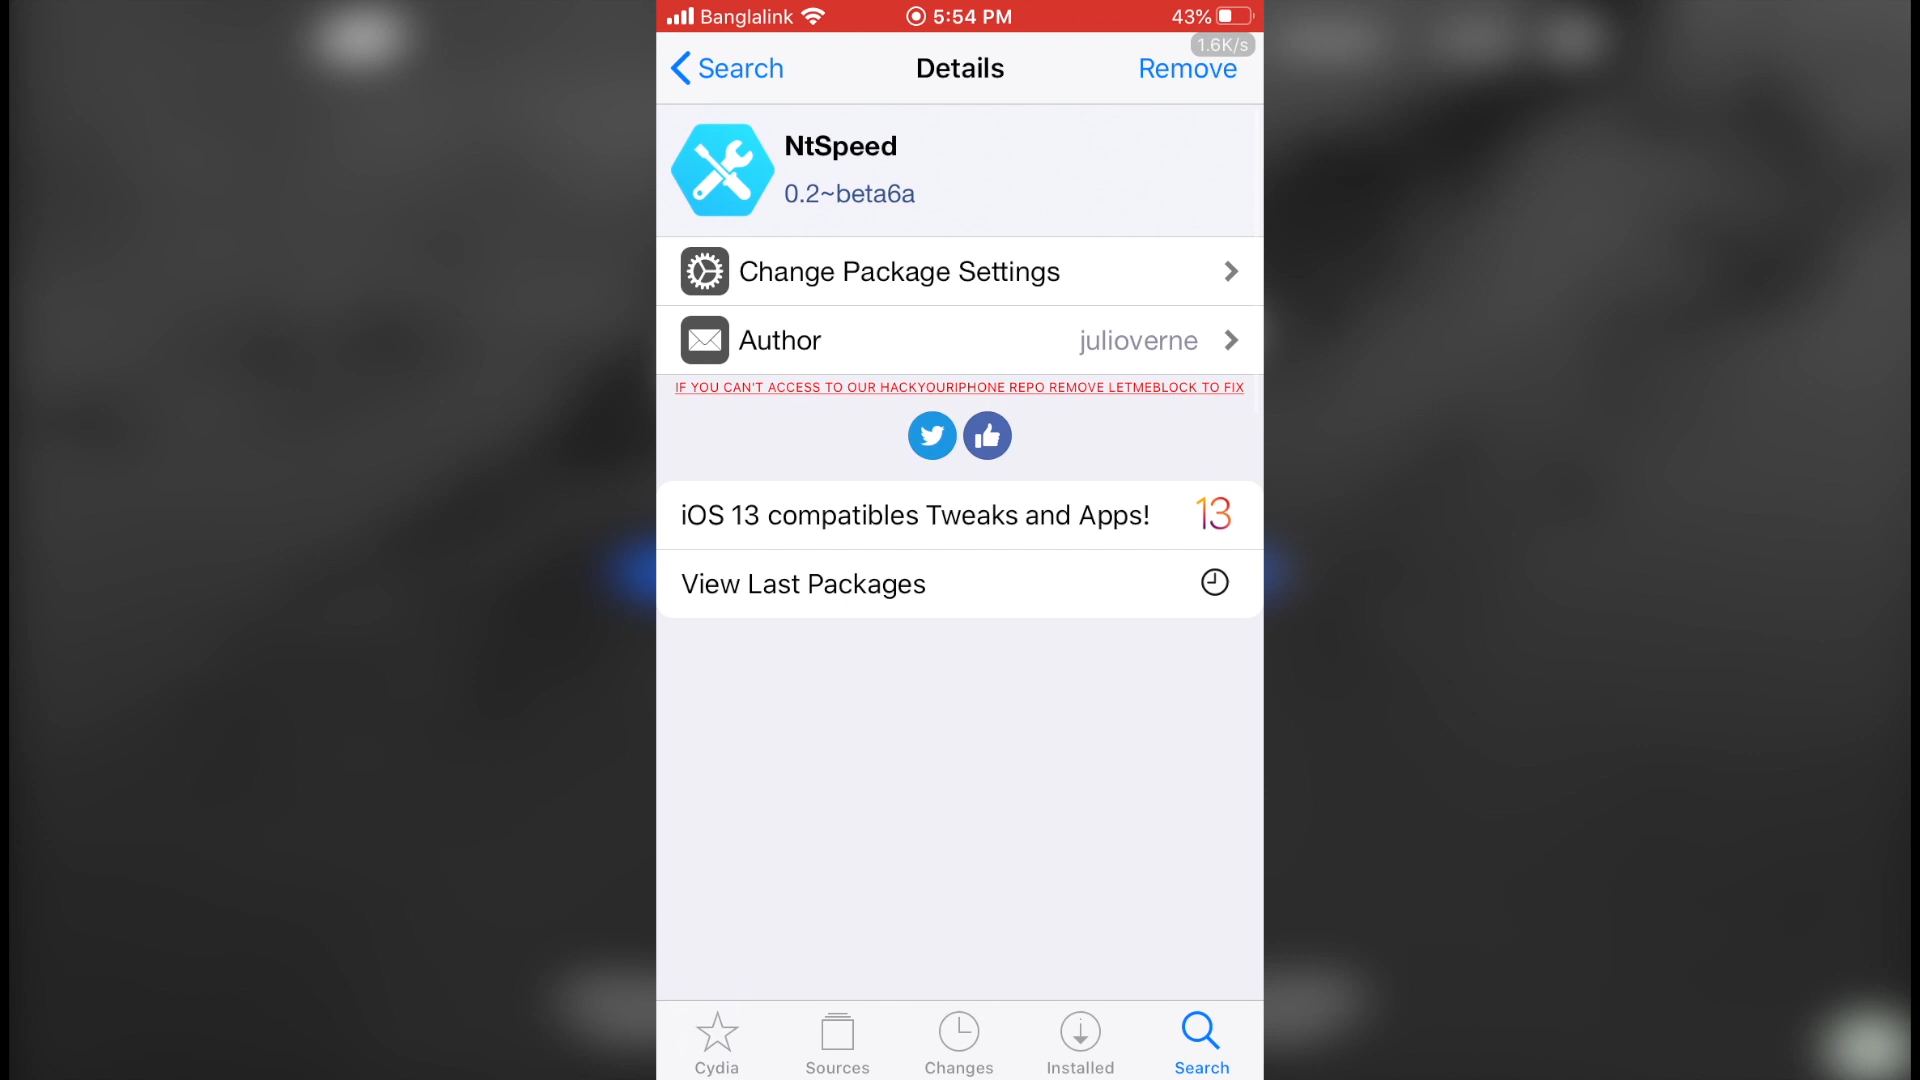 Banglalink 5:54 PM 43%
1.6K/s
Search Details Remove
NtSpeed
0.2~beta6a
Change Package Settings
Author julioverne
IF YOU CAN'T ACCESS TO OUR HACKYOURIPHONE REPO REMOVE LETMEBLOCK TO FIX
iOS 13 compatibles Tweaks and Apps! 13
View Last Packages
Cydia Sources Changes Installed Search